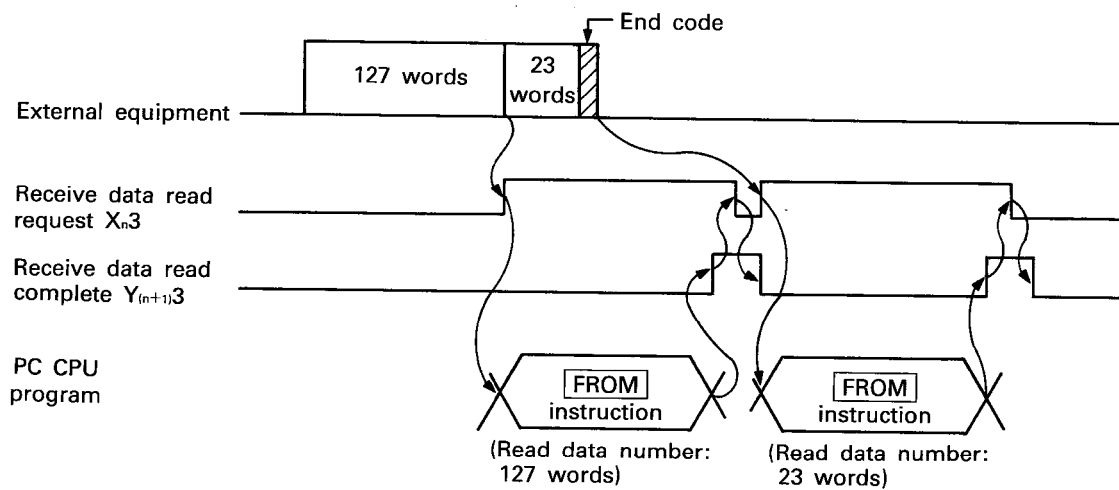 End code
127 words
23
words
External equipment
Receive data read
request Xn3
Receive data read
complete Y(n+1)3
PC CPU
program
FROM
instruction
FROM
instruction
(Read data number:
127 words)
(Read data number:
23 words)